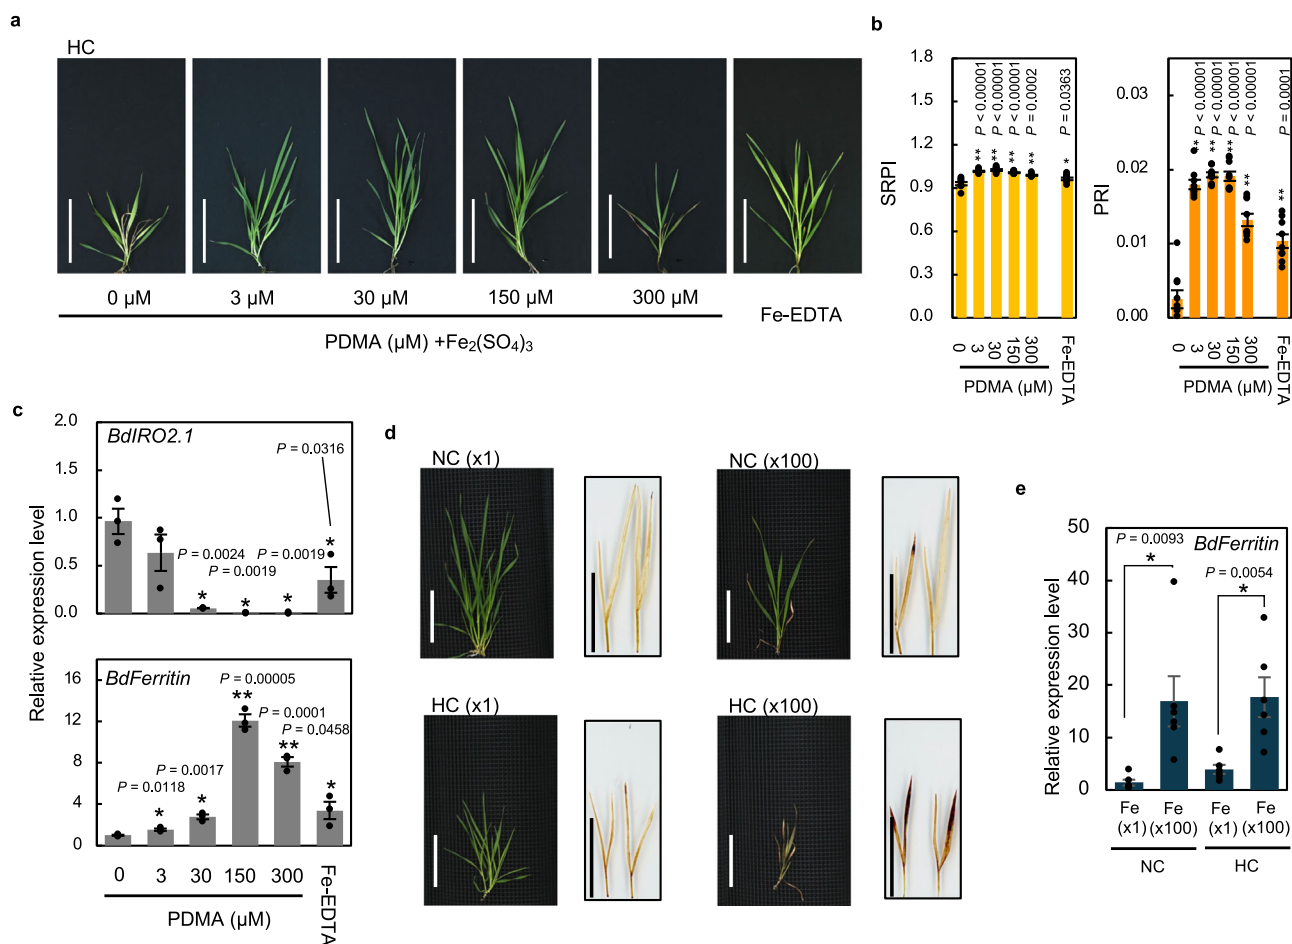 a
HC
0 µM
3 µM
30 µM
150 µM
300 µM
Fe-EDTA
PDMA (µM) +Fe2(SO4)3
b
SRPI
1.8
1.5
1.2
0.9
0.6
0.3
0.0
** P < 0.00001
** P < 0.00001
** P < 0.00001
** P = 0.0002
* P = 0.0363
0
3
30
150
300
Fe-EDTA
PDMA (µM)
PRI
0.03
0.02
0.01
0.00
** P < 0.00001
** P < 0.00001
** P < 0.00001
** P < 0.00001
** P = 0.0001
0
3
30
150
300
Fe-EDTA
PDMA (µM)
c
Relative expression level
BdIRO2.1
2.0
1.5
1.0
0.5
0.0
P = 0.0316
P = 0.0024
P = 0.0019
P = 0.0019
* * * *
BdFerritin
16
12
8
4
0
P = 0.00005
P = 0.0001
P = 0.0458
P = 0.0017
P = 0.0118
* * ** ** *
0
3
30
150
300
Fe-EDTA
PDMA (µM)
d
NC (x1)
NC (x100)
HC (x1)
HC (x100)
e
Relative expression level
50
40
30
20
10
0
BdFerritin
P = 0.0093
*
P = 0.0054
*
Fe (x1)
Fe (x100)
Fe (x1)
Fe (x100)
NC
HC